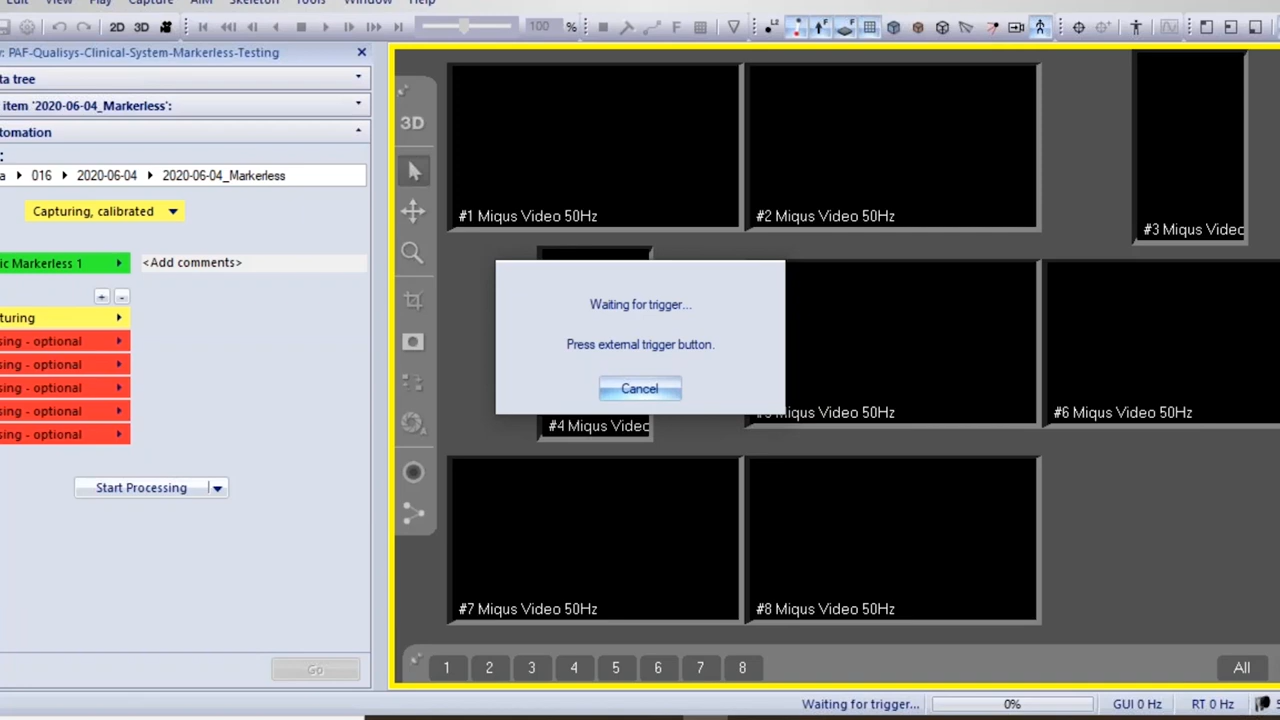 Edit View Play Capture AIM Skeleton Tools Window Help
2D 3D 100 %
PAF-Qualisys-Clinical-System-Markerless-Testing
ta tree
item '2020-06-04_Markerless':
tomation
016 2020-06-04 2020-06-04_Markerless
Capturing, calibrated
ic Markerless 1 <Add comments>
+ -
turing
sing - optional
sing - optional
sing - optional
sing - optional
sing - optional
Start Processing
Go
3D
#1 Miqus Video 50Hz
#2 Miqus Video 50Hz
#3 Miqus Video
Waiting for trigger...
Press external trigger button.
Cancel
#4 Miqus Video
Miqus Video 50Hz
#6 Miqus Video 50Hz
#7 Miqus Video 50Hz
#8 Miqus Video 50Hz
1 2 3 4 5 6 7 8 All
Waiting for trigger... 0% GUI 0 Hz RT 0 Hz